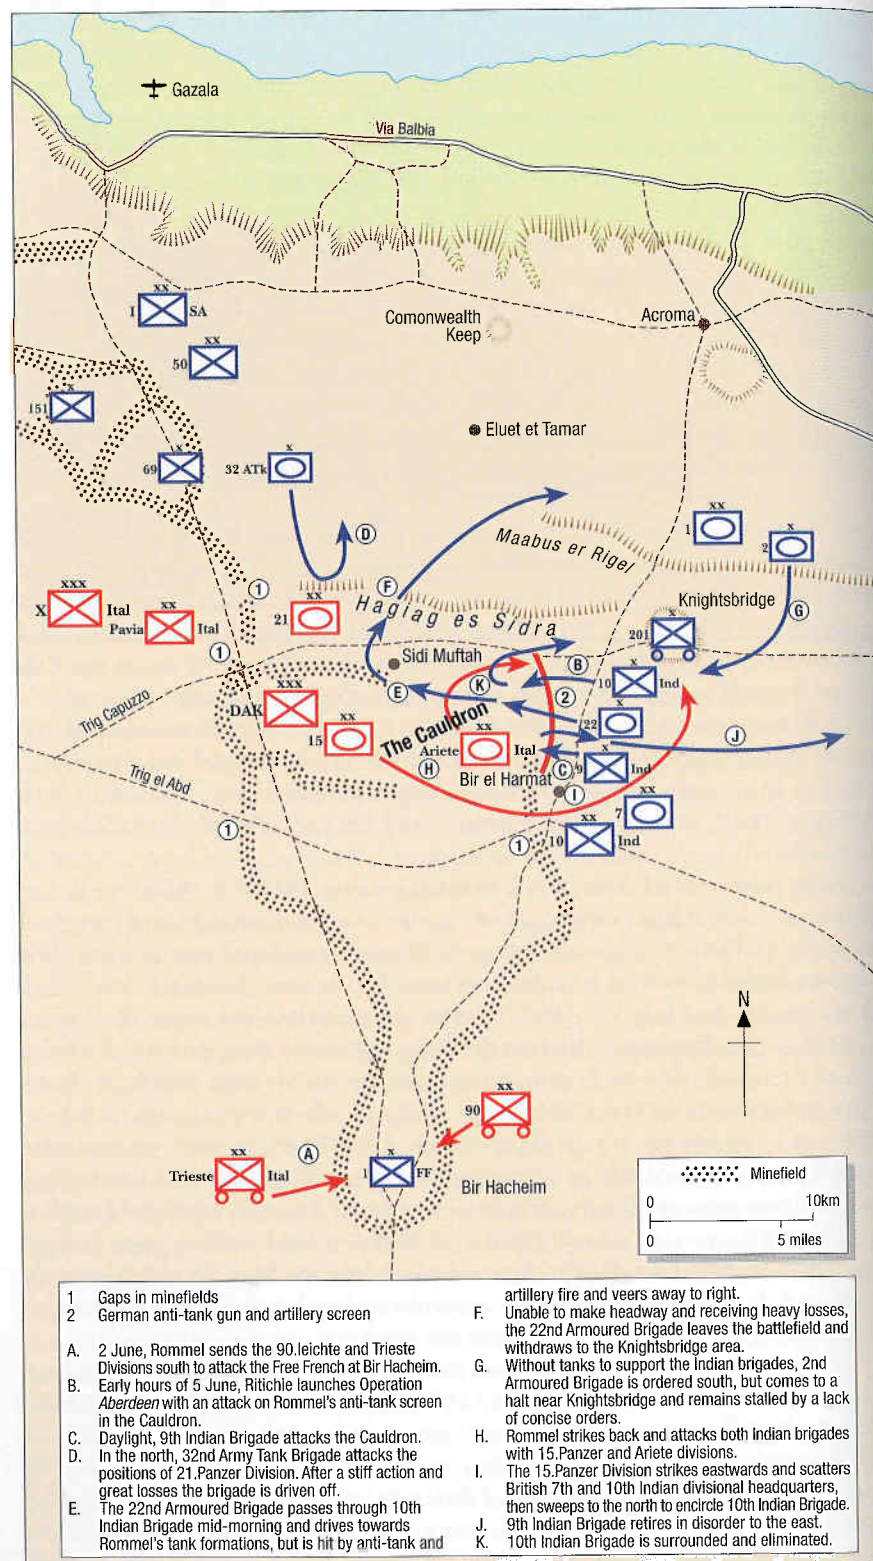 Gazala
Via Balbia
xx
I SA
xx
50
Comonwealth
Keep
Acroma
x
151
Eluet et Tamar
x
69
x
32 ATk
D
xx
1
x
2
Maabus er Rigel
xxx
X Ital
xx
Pavia Ital
1
xx
21
F
Hagiag es Sidra
Knightsbridge
G
x
201
1
Sidi Muftah
B
x
10 Ind
E
K
2
Trig Capuzzo
xxx
DAK
x
22
xx
15
The Cauldron
xx
Ariete Ital
J
H
C
x
9 Ind
Bir el Harmat
I
Trig el Abd
1
xx
7
1
xx
10 Ind
N
xx
90
xx
Trieste Ital
A
x
1 FF
Bir Hacheim
Minefield
0 10km
0 5 miles
1 Gaps in minefields
2 German anti-tank gun and artillery screen
A. 2 June, Rommel sends the 90.leichte and Trieste
Divisions south to attack the Free French at Bir Hacheim.
B. Early hours of 5 June, Ritichie launches Operation
Aberdeen with an attack on Rommel's anti-tank screen
in the Cauldron.
C. Daylight, 9th Indian Brigade attacks the Cauldron.
D. In the north, 32nd Army Tank Brigade attacks the
positions of 21.Panzer Division. After a stiff action and
great losses the brigade is driven off.
E. The 22nd Armoured Brigade passes through 10th
Indian Brigade mid-morning and drives towards
Rommel's tank formations, but is hit by anti-tank and
artillery fire and veers away to right.
F. Unable to make headway and receiving heavy losses,
the 22nd Armoured Brigade leaves the battlefield and
withdraws to the Knightsbridge area.
G. Without tanks to support the Indian brigades, 2nd
Armoured Brigade is ordered south, but comes to a
halt near Knightsbridge and remains stalled by a lack
of concise orders.
H. Rommel strikes back and attacks both Indian brigades
with 15.Panzer and Ariete divisions.
I. The 15.Panzer Division strikes eastwards and scatters
British 7th and 10th Indian divisional headquarters,
then sweeps to the north to encircle 10th Indian Brigade.
J. 9th Indian Brigade retires in disorder to the east.
K. 10th Indian Brigade is surrounded and eliminated.